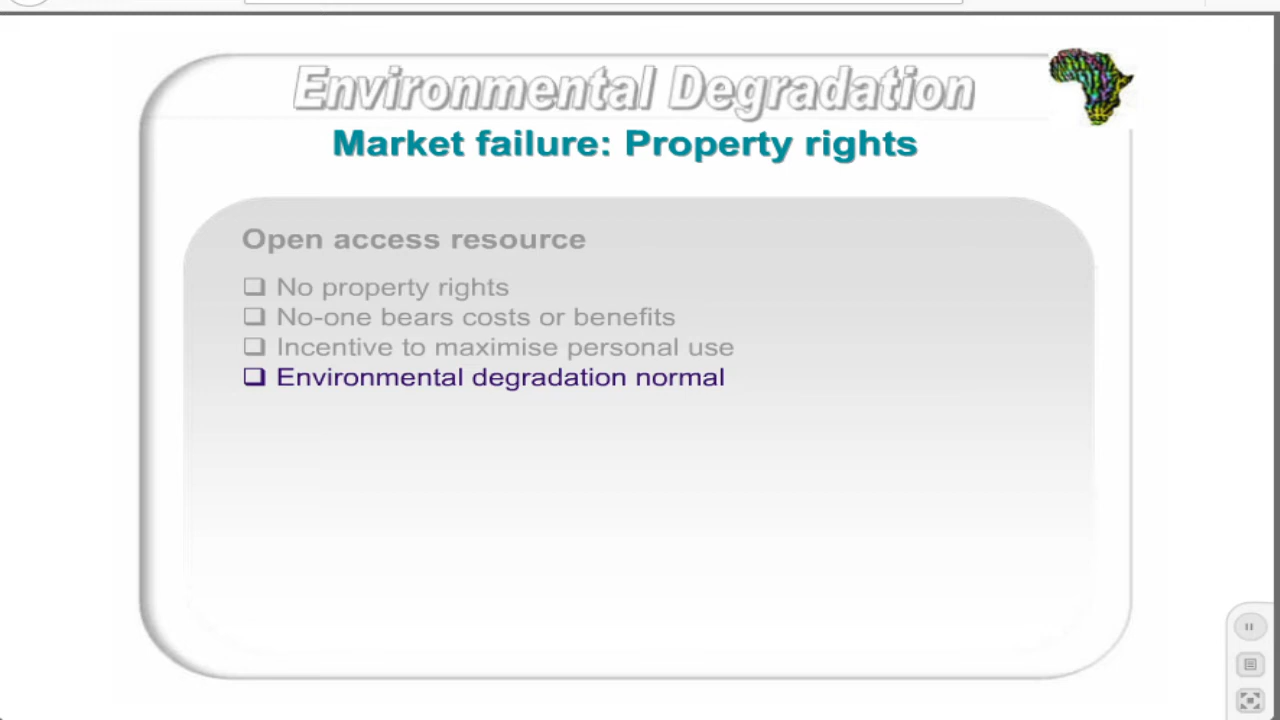 Environmental Degradation
Market failure: Property rights
Open access resource
❑ No property rights
❑ No-one bears costs or benefits
❑ Incentive to maximise personal use
❑ Environmental degradation normal